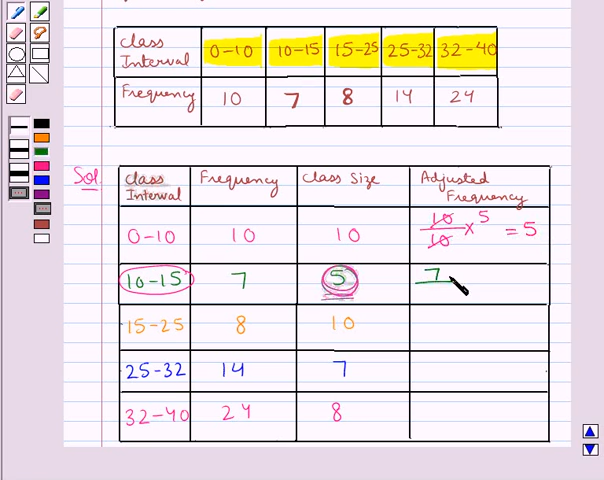 Class Interval 0-10 10-15 15-25 25-32 32-40
Frequency 10 7 8 14 24
Sol.
Class Interval Frequency Class Size Adjusted Frequency
0-10 10 10 10/10 × 5 = 5
10-15 7 5 7
15-25 8 10
25-32 14 7
32-40 24 8